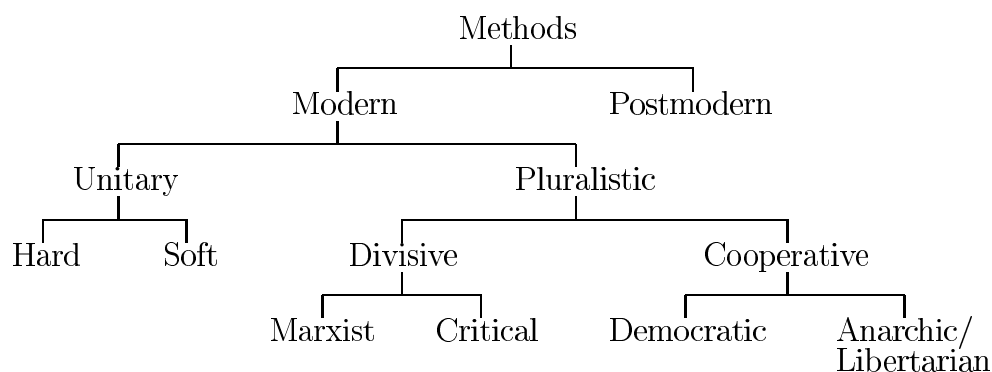 Methods
Modern Postmodern
Unitary Pluralistic
Hard Soft Divisive Cooperative
Marxist Critical Democratic Anarchic/
Libertarian